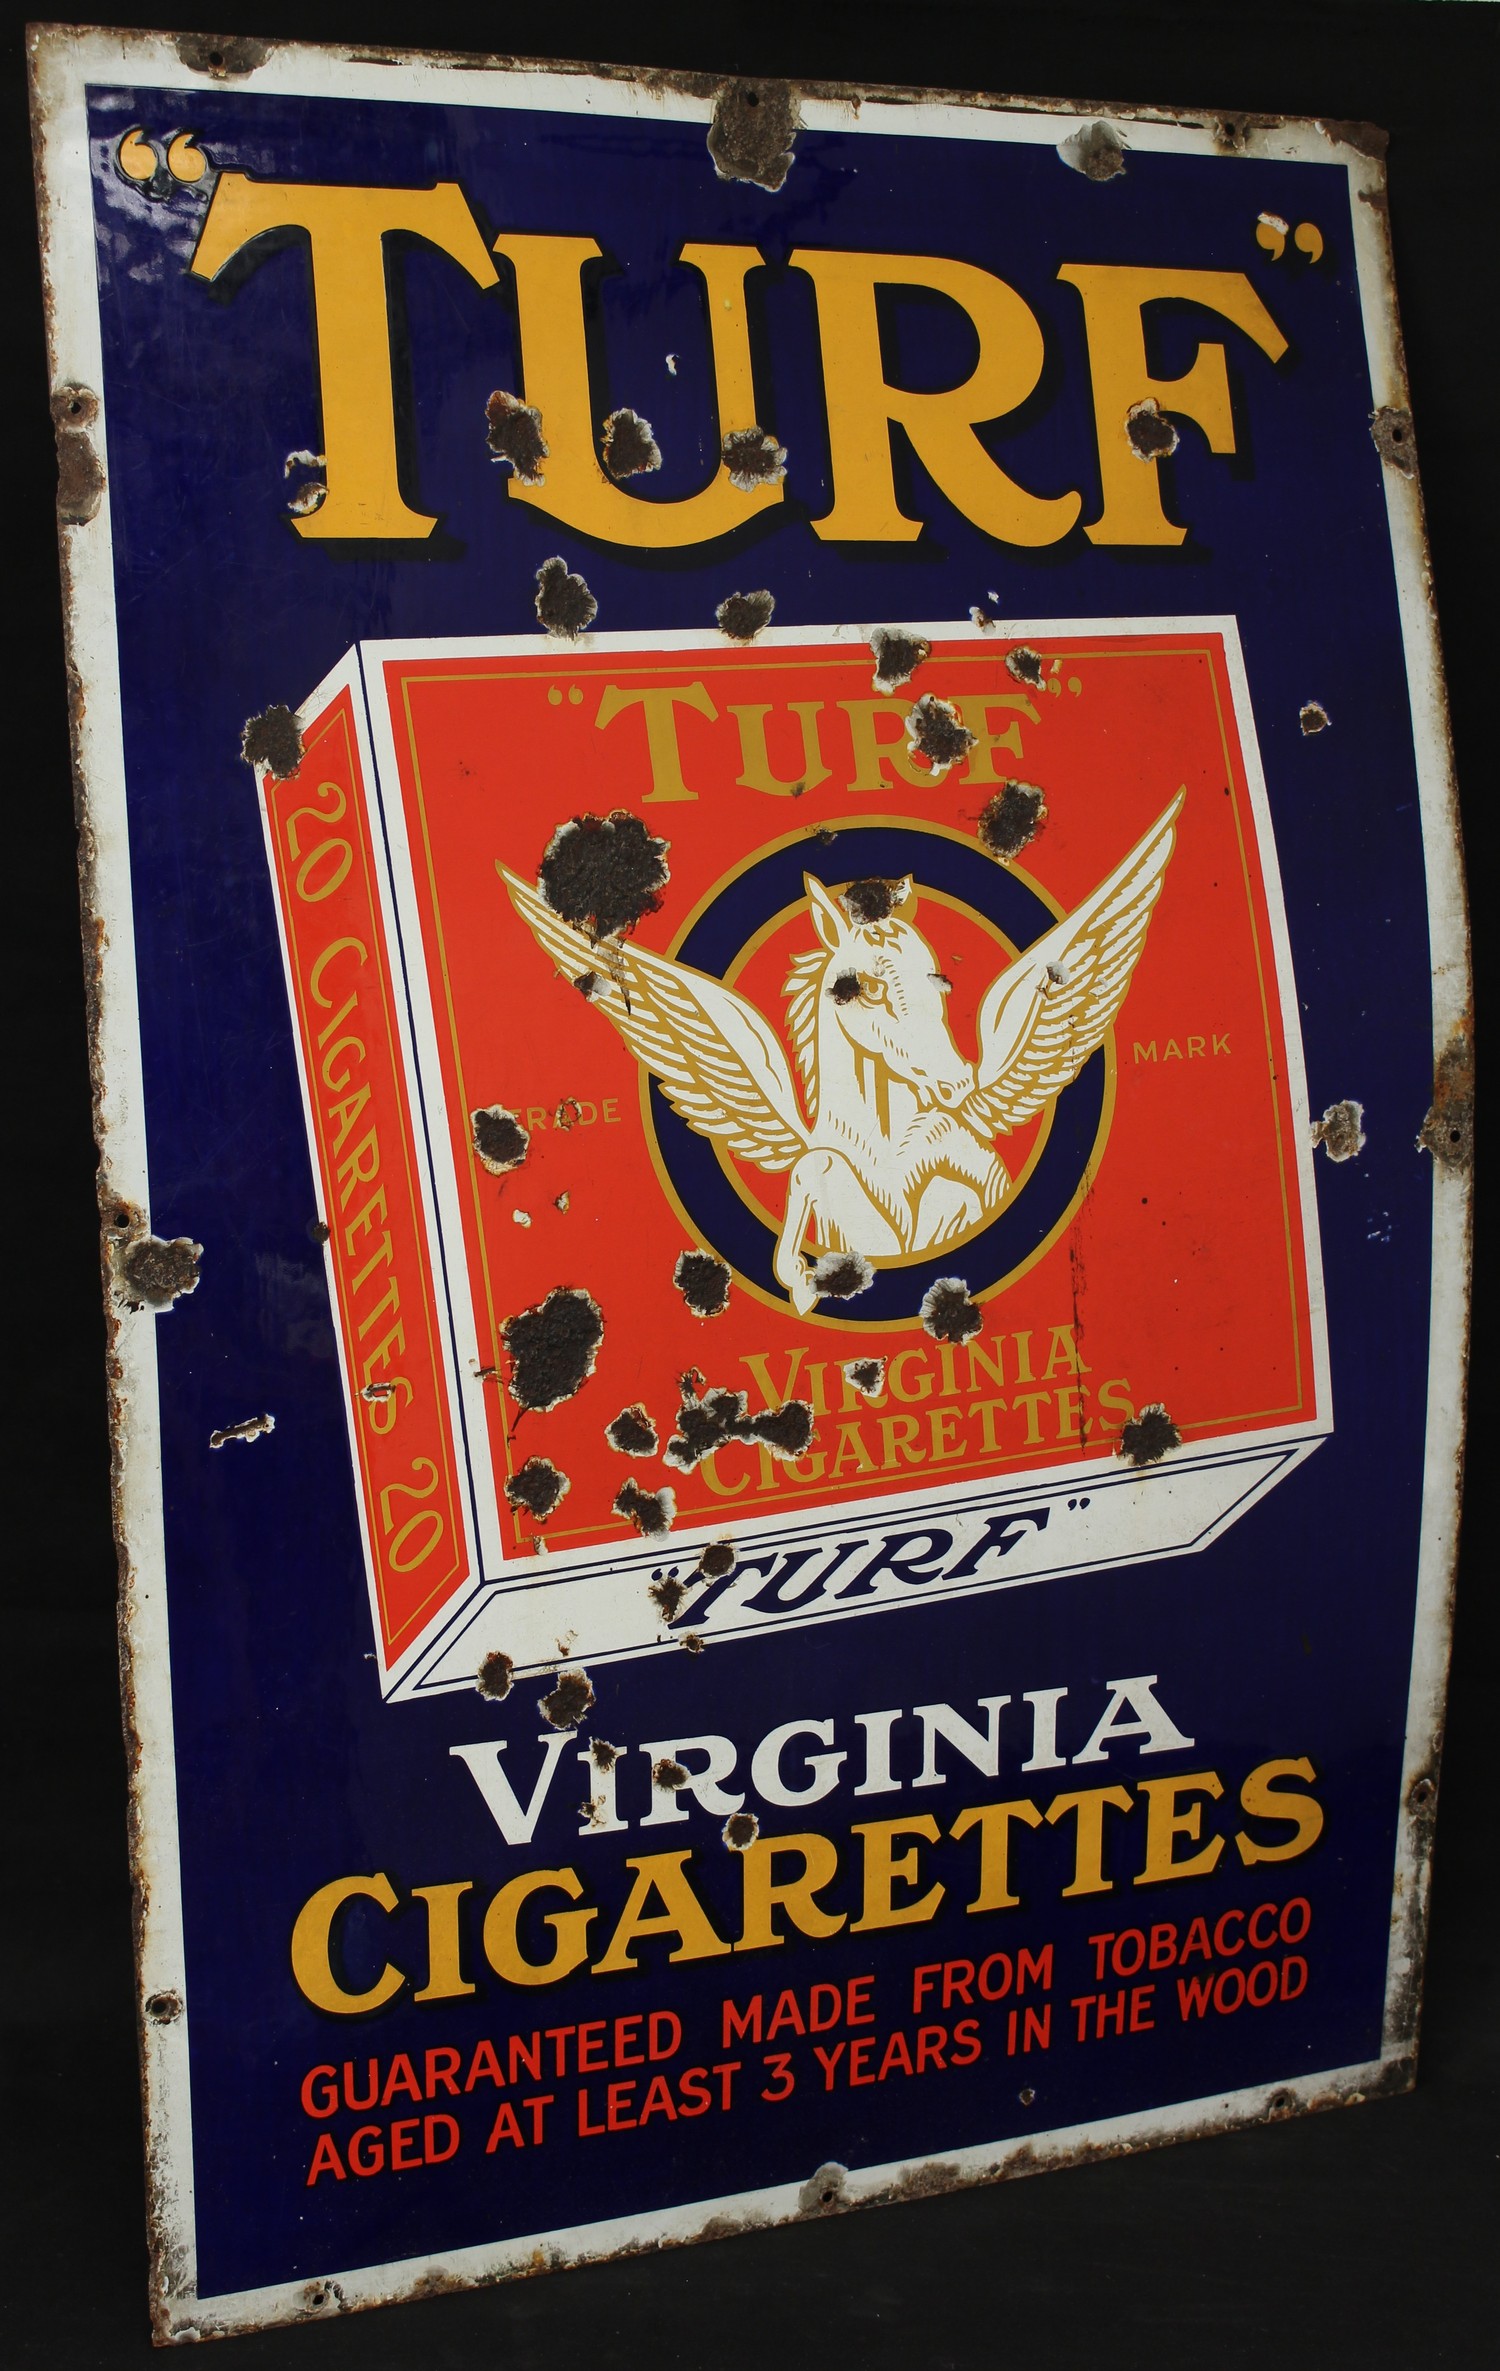 “TURF”
“TURF”
TRADE MARK
VIRGINIA
CIGARETTES
20 CIGARETTES 20
“TURF”
VIRGINIA
CIGARETTES
GUARANTEED MADE FROM TOBACCO
AGED AT LEAST 3 YEARS IN THE WOOD